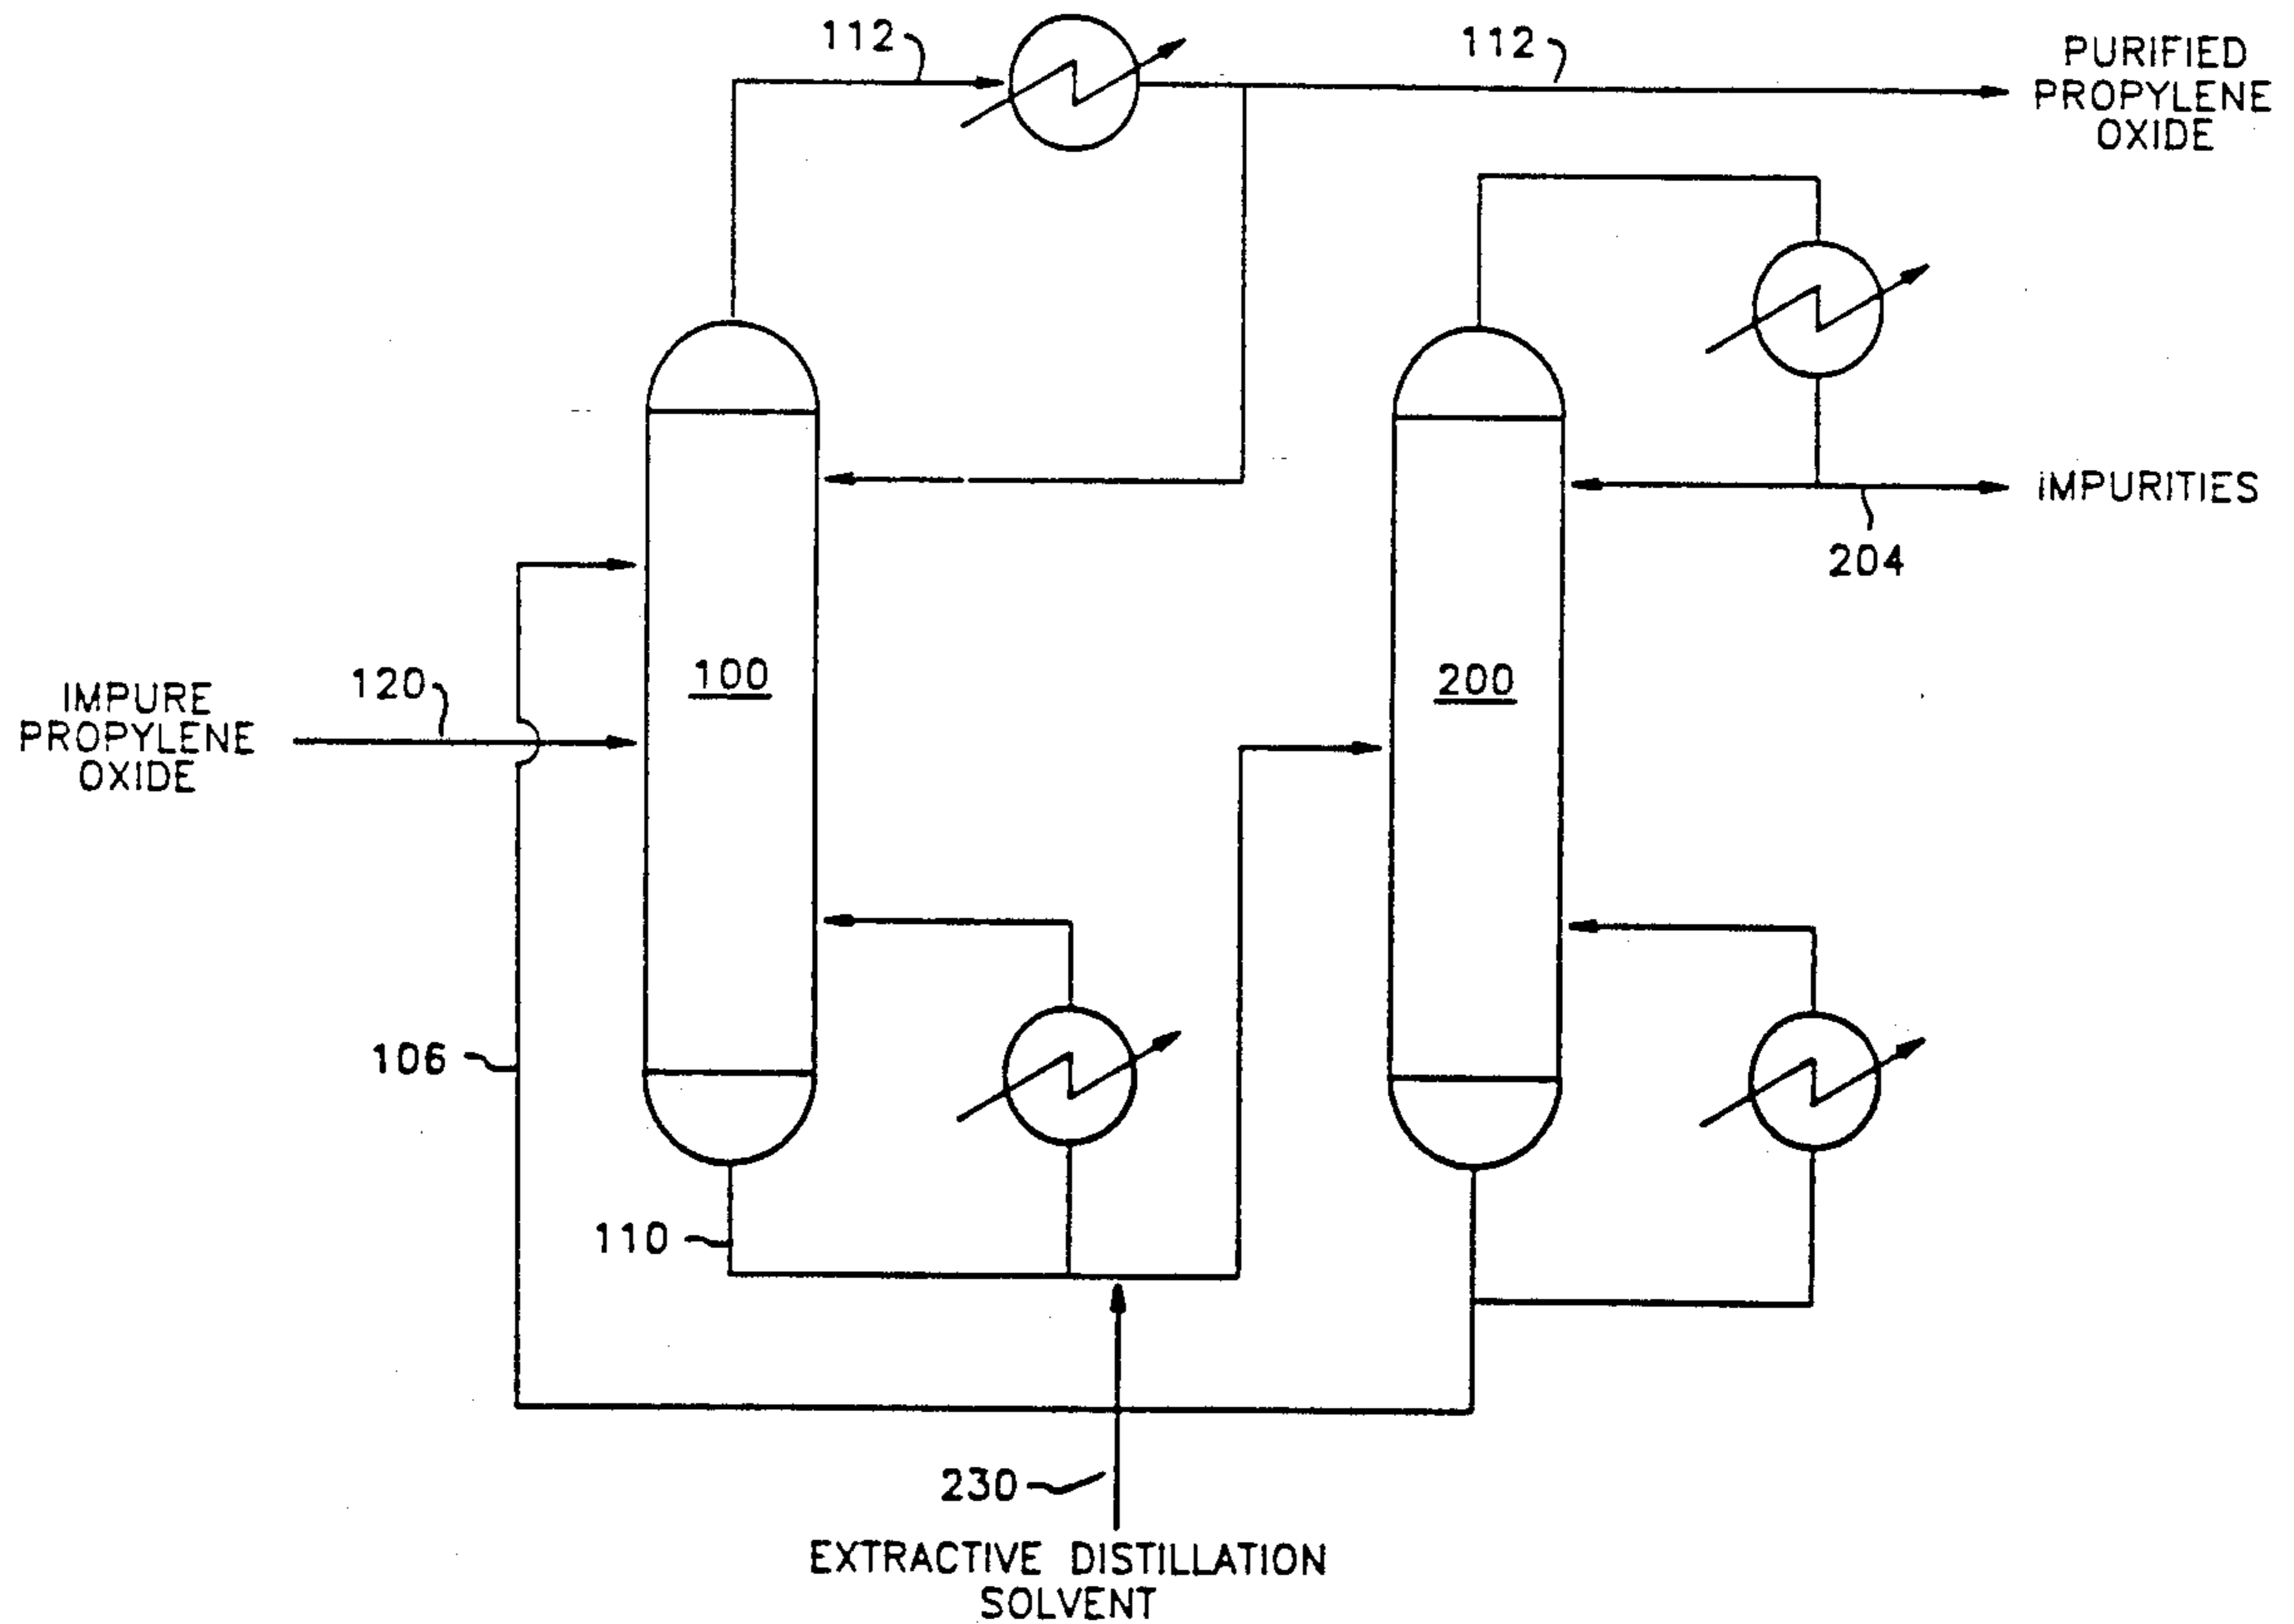 112
112
PURIFIED
PROPYLENE
OXIDE
iMPURITIES
204
IMPURE
PROPYLENE
OXIDE
120
100
200
106
110
230
EXTRACTIVE DISTILLATION
SOLVENT